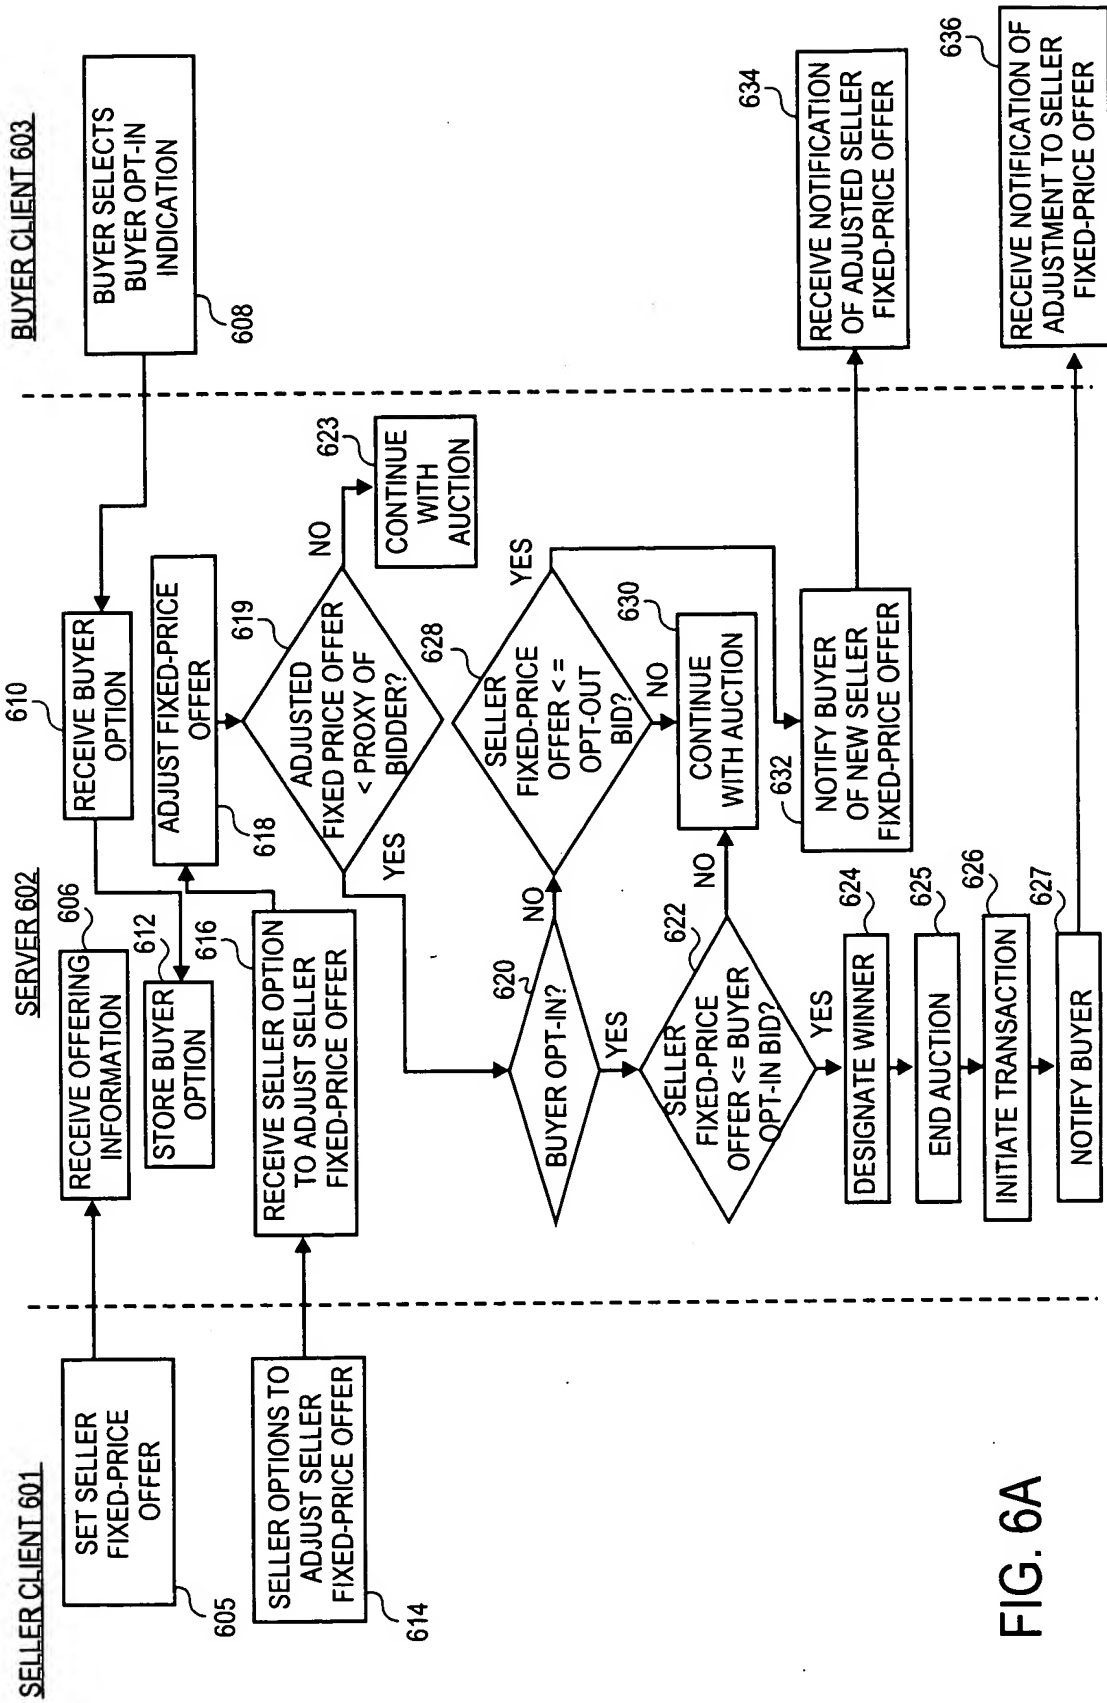 SELLER CLIENT 601
SERVER 602
BUYER CLIENT 603
SET SELLER
FIXED-PRICE
OFFER
605
RECEIVE OFFERING
INFORMATION
606
BUYER SELECTS
BUYER OPT-IN
INDICATION
608
RECEIVE BUYER
OPTION
610
STORE BUYER
OPTION
612
SELLER OPTIONS TO
ADJUST SELLER
FIXED-PRICE OFFER
614
RECEIVE SELLER OPTION
TO ADJUST SELLER
FIXED-PRICE OFFER
616
ADJUST FIXED-PRICE
OFFER
618
ADJUSTED
FIXED PRICE OFFER
< PROXY OF
BIDDER?
619
NO
CONTINUE
WITH
AUCTION
623
YES
BUYER OPT-IN?
620
NO
SELLER
FIXED-PRICE
OFFER < =
OPT-OUT
BID?
628
YES
NO
YES
SELLER
FIXED-PRICE
OFFER <= BUYER
OPT-IN BID?
622
NO
CONTINUE
WITH AUCTION
630
YES
NOTIFY BUYER
OF NEW SELLER
FIXED-PRICE OFFER
632
RECEIVE NOTIFICATION
OF ADJUSTED SELLER
FIXED-PRICE OFFER
634
DESIGNATE WINNER
624
END AUCTION
625
INITIATE TRANSACTION
626
NOTIFY BUYER
627
RECEIVE NOTIFICATION OF
ADJUSTMENT TO SELLER
FIXED-PRICE OFFER
636
FIG. 6A